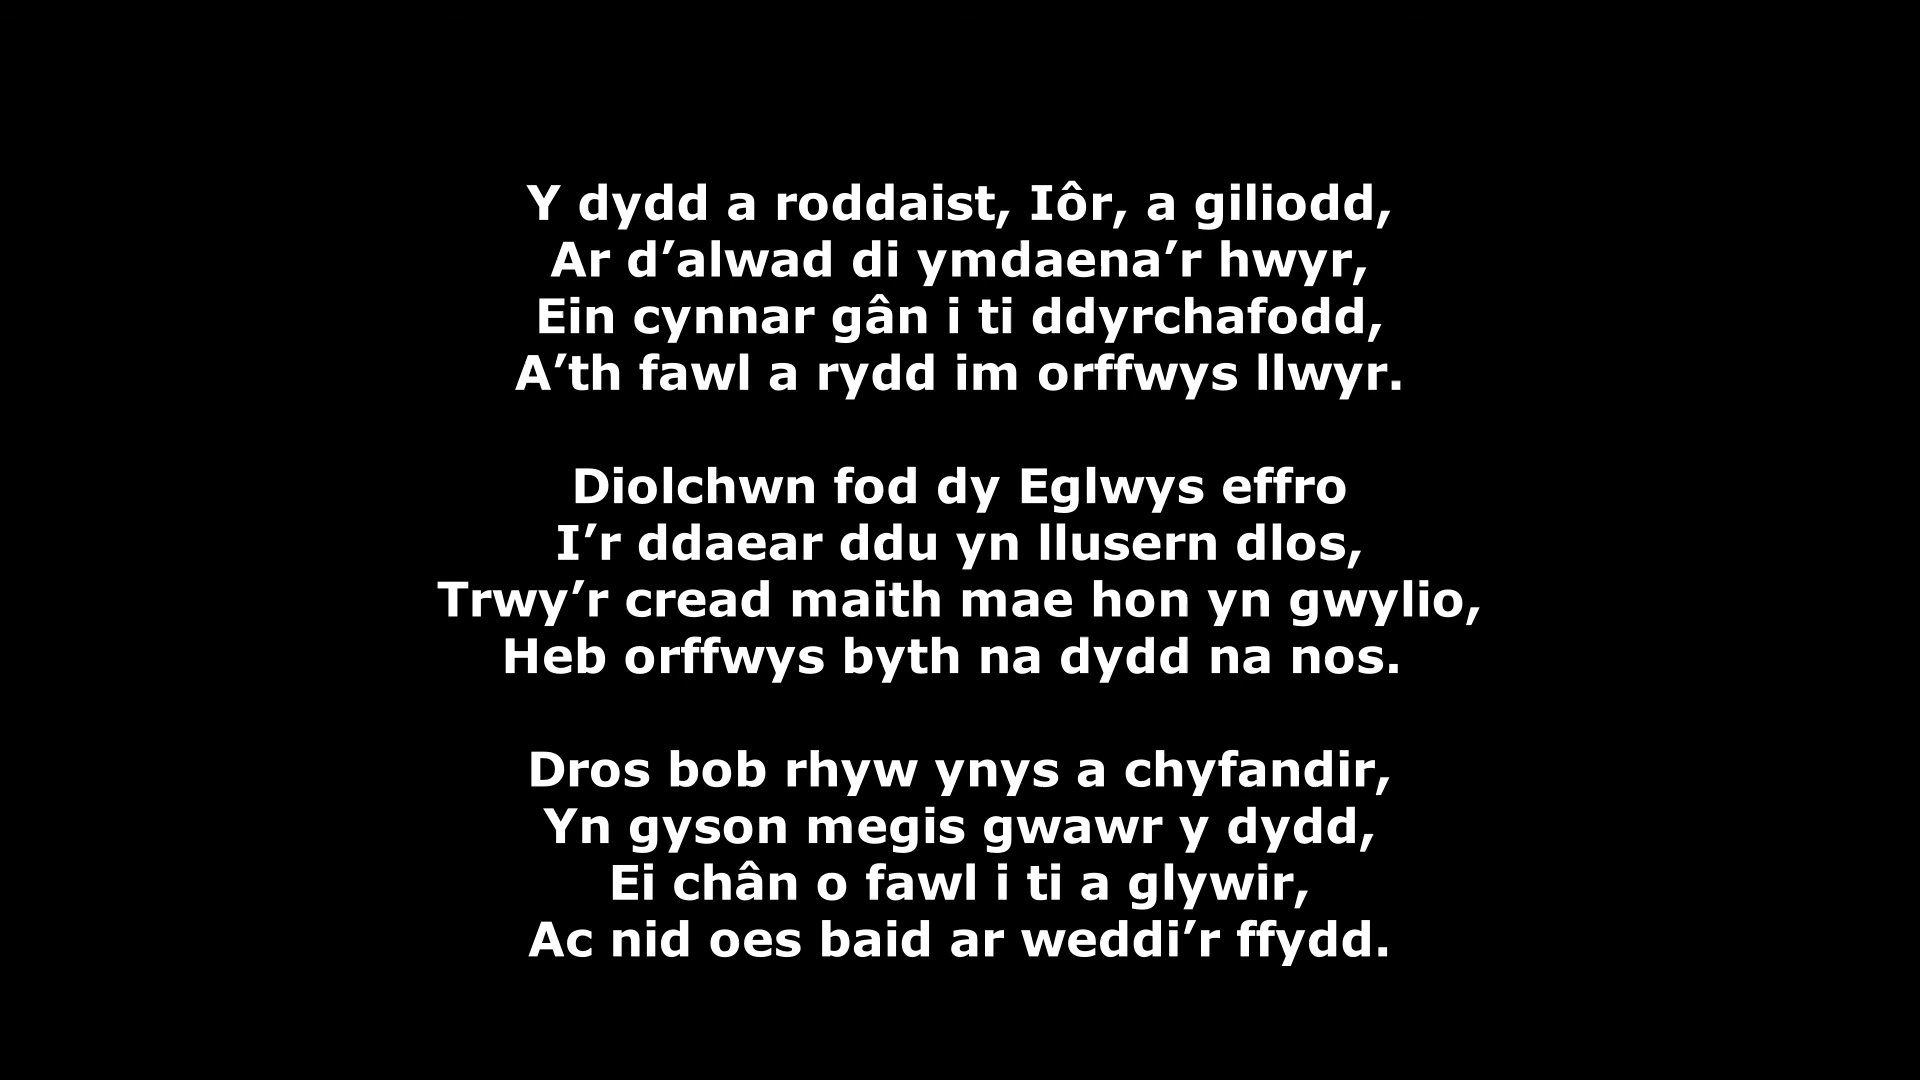 Y dydd a roddaist, Iôr, a giliodd,
Ar d’alwad di ymdaena’r hwyr,
Ein cynnar gân i ti ddyrchafodd,
A’th fawl a rydd im orffwys llwyr.

Diolchwn fod dy Eglwys effro
I’r ddaear ddu yn llusern dlos,
Trwy’r cread maith mae hon yn gwylio,
Heb orffwys byth na dydd na nos.

Dros bob rhyw ynys a chyfandir,
Yn gyson megis gwawr y dydd,
Ei chân o fawl i ti a glywir,
Ac nid oes baid ar weddi’r ffydd.